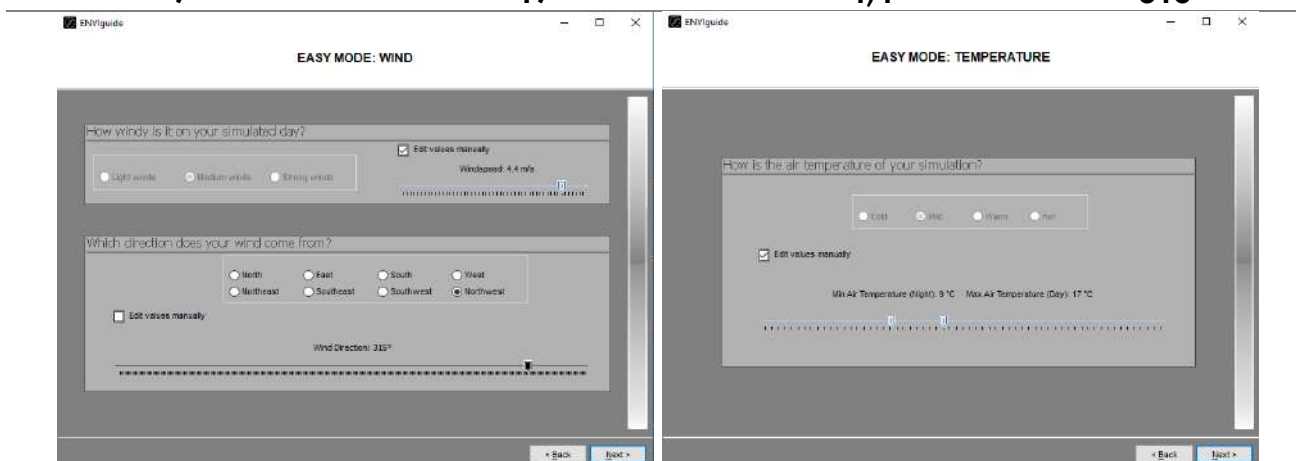 ENVIguide
EASY MODE: WIND
How windy is it on your simulated day?
Edit values manually
Windspeed: 4,4 m/s
Light winds Medium winds Strong winds
Which direction does your wind come from?
North East South West
Northeast Southeast Southwest Northwest
Edit values manually
Wind Direction: 315°
< Back Next >
ENVIguide
EASY MODE: TEMPERATURE
How is the air temperature of your simulation?
Cold Warm Hot
Edit values manually
Min Air Temperature (Night): 9 °C Max Air Temperature (Day): 17 °C
< Back Next >